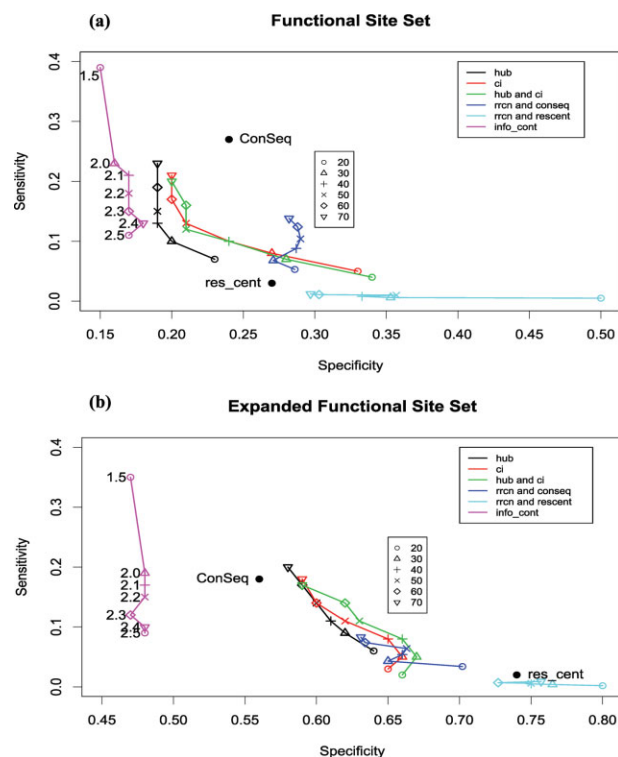 (a)
Functional Site Set
Sensitivity
0.4
0.3
0.2
0.1
0.0
1.5
2.0
2.1
2.2
2.3
2.4
2.5
ConSeq
res_cent
hub
ci
hub and ci
rrcn and conseq
rrcn and rescent
info_cont
20
30
40
50
60
70
0.15 0.20 0.25 0.30 0.35 0.40 0.45 0.50
Specificity
(b)
Expanded Functional Site Set
Sensitivity
0.4
0.3
0.2
0.1
0.0
1.5
2.0
2.1
2.2
2.3
2.4
2.5
ConSeq
res_cent
hub
ci
hub and ci
rrcn and conseq
rrcn and rescent
info_cont
20
30
40
50
60
70
0.45 0.50 0.55 0.60 0.65 0.70 0.75 0.80
Specificity